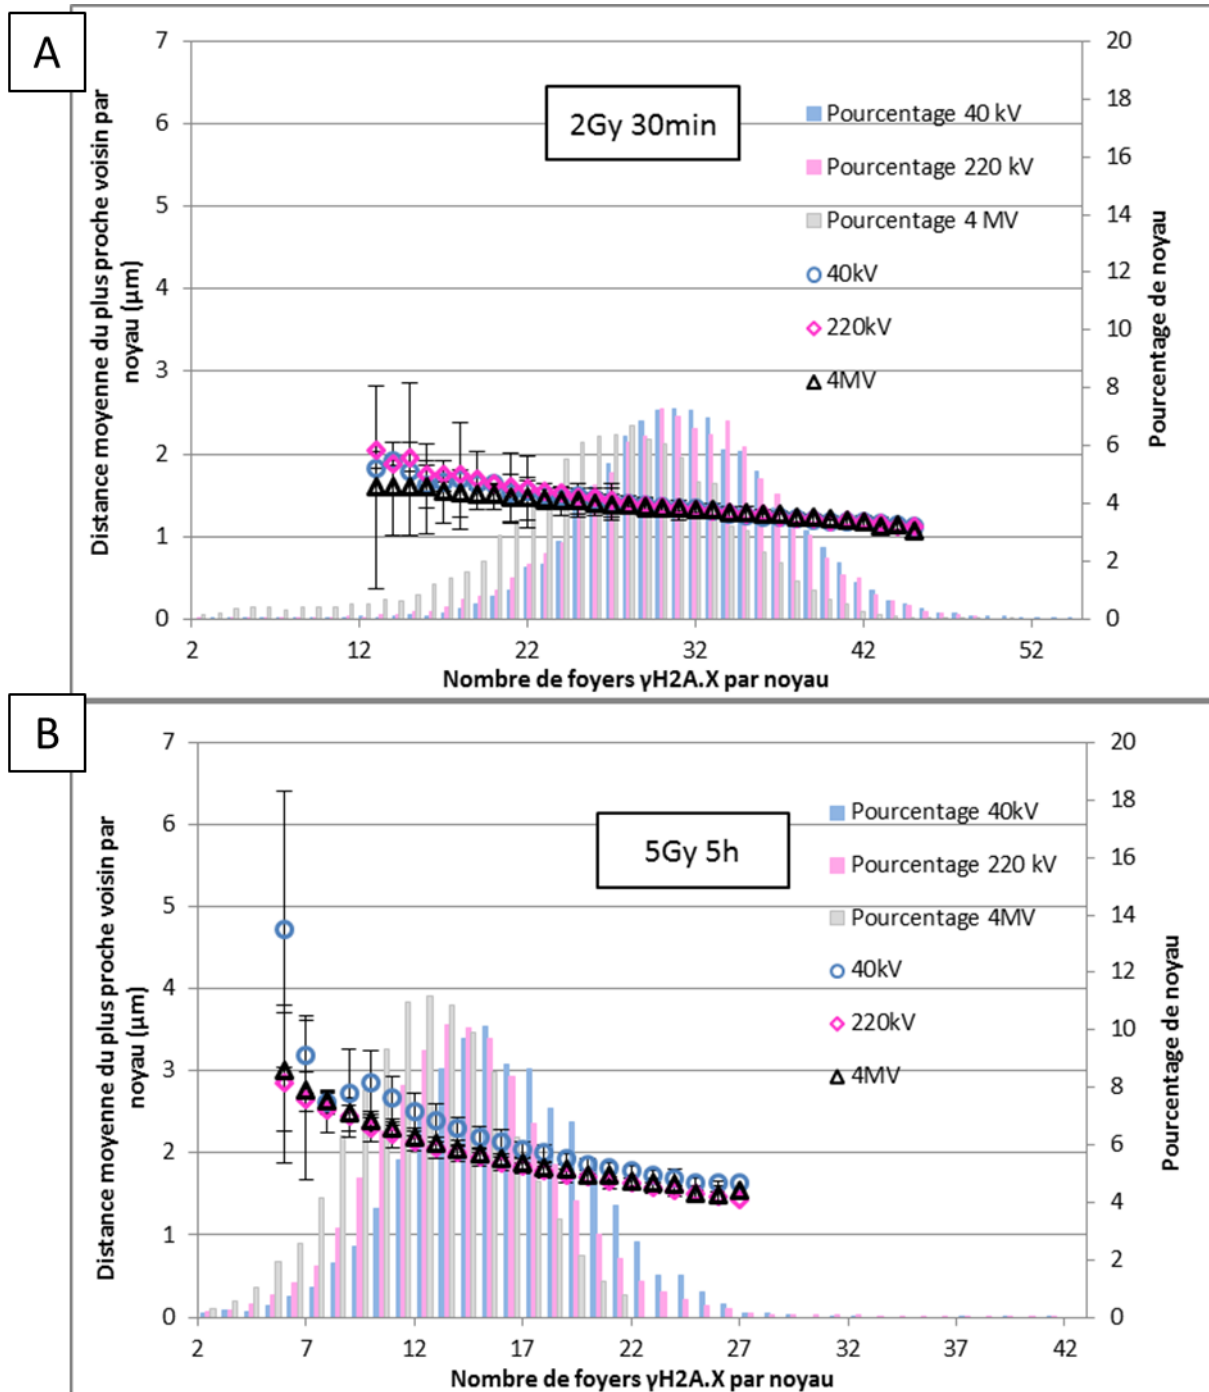 A
7
6
5
4
3
2
1
0
Distance moyenne du plus proche voisin par
noyau (µm)
2Gy 30min
Pourcentage 40 kV
Pourcentage 220 kV
Pourcentage 4 MV
40kV
220kV
4MV
20
18
16
14
12
10
8
6
4
2
0
Pourcentage de noyau
2 12 22 32 42 52
Nombre de foyers γH2A.X par noyau
B
7
6
5
4
3
2
1
0
Distance moyenne du plus proche voisin par
noyau (µm)
5Gy 5h
Pourcentage 40kV
Pourcentage 220 kV
Pourcentage 4MV
40kV
220kV
4MV
20
18
16
14
12
10
8
6
4
2
0
Pourcentage de noyau
2 7 12 17 22 27 32 37 42
Nombre de foyers γH2A.X par noyau